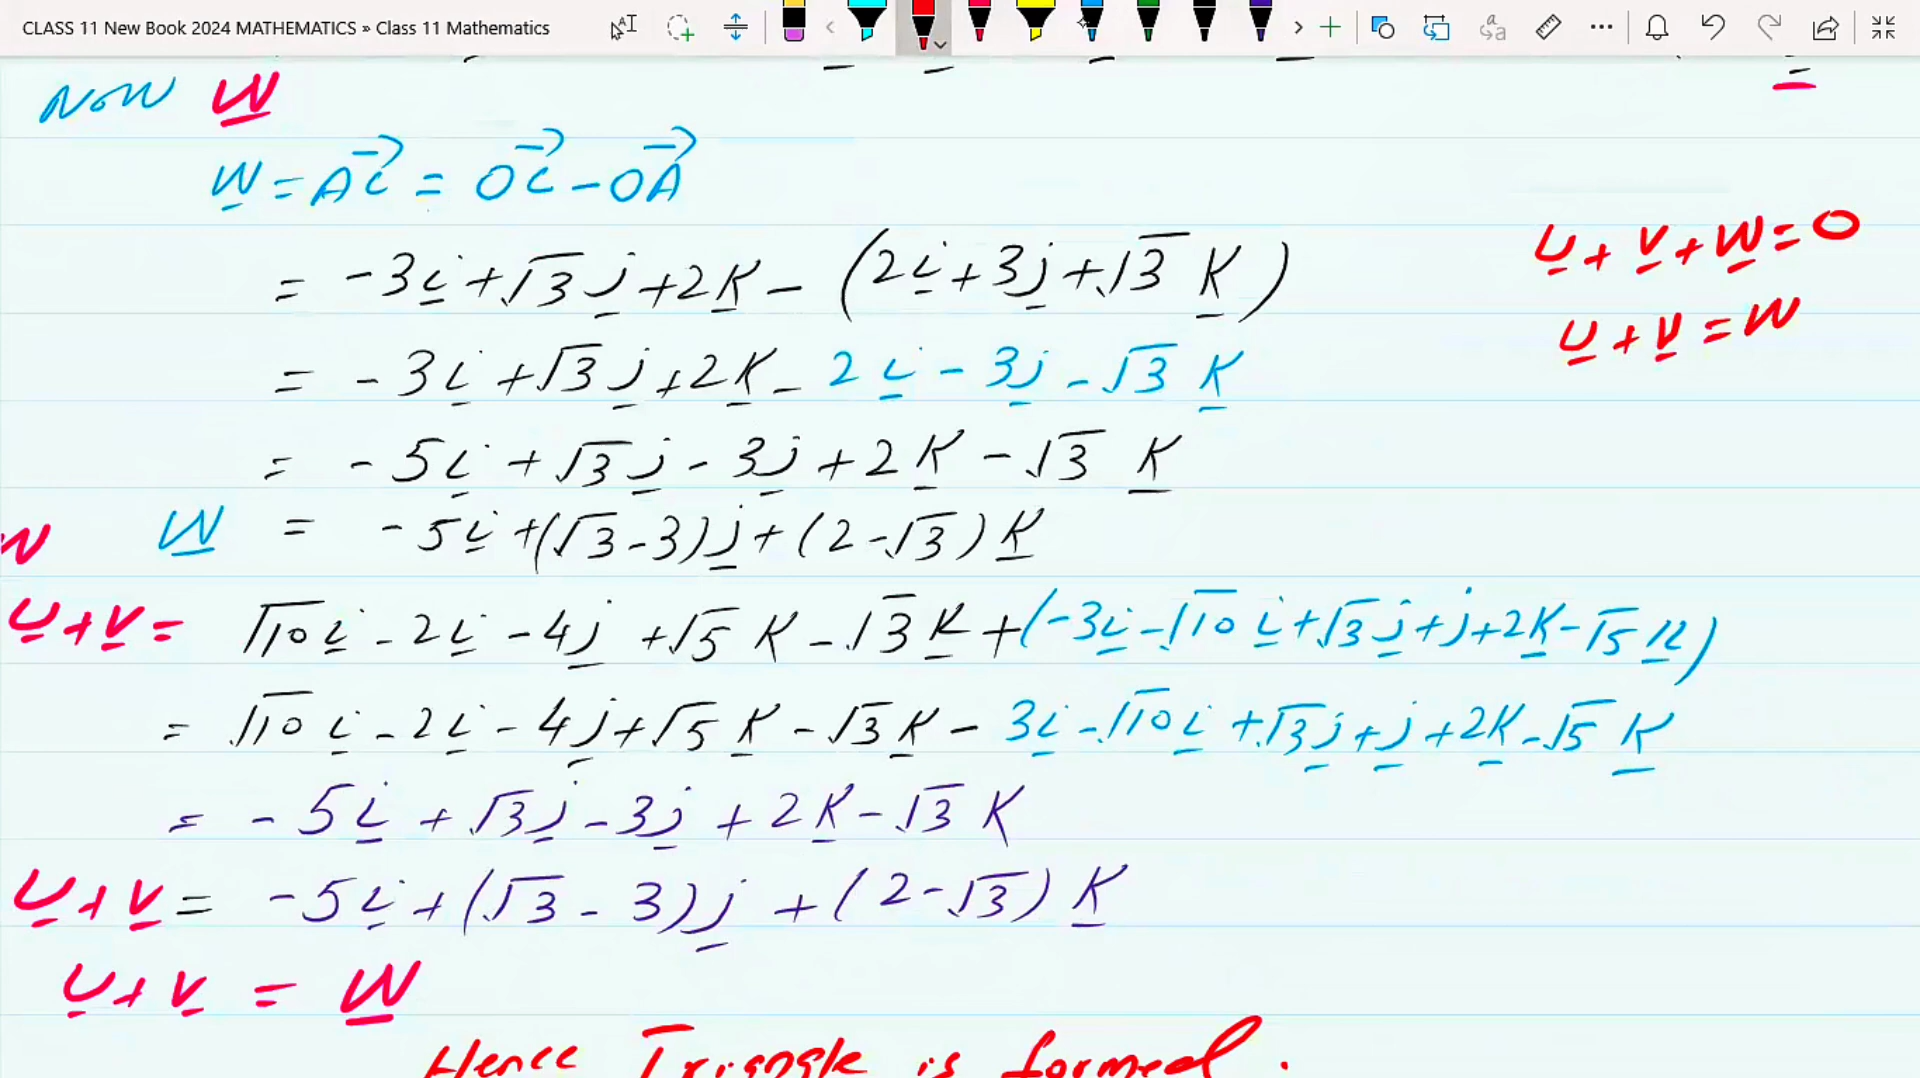 CLASS 11 New Book 2024 MATHEMATICS » Class 11 Mathematics
Now W
W = AC = OC - OA
= -3i + √3 j + 2K - (2i + 3j + √3 K)
U + V + W = 0
= -3i + √3 j + 2K - 2i - 3j - √3 K
U + V = W
= -5i + √3 j - 3j + 2K - √3 K
W W = -5i + (√3 - 3)j + (2 - √3)K
U + V = √10 i - 2i - 4j + √5 K - √3 K + (-3i - √10 i + √3 j + j + 2K - √5 K)
= √10 i - 2i - 4j + √5 K - √3 K - 3i - √10 i + √3 j + j + 2K - √5 K
= -5i + √3 j - 3j + 2K - √3 K
U + V = -5i + (√3 - 3)j + (2 - √3)K
U + V = W
Hence Triangle is formed.